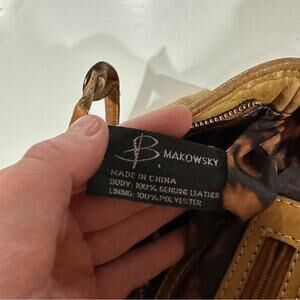 B MAKOWSKY
MADE IN CHINA
BODY: 100% GENUINE LEATHER
LINING: 100% POLYESTER